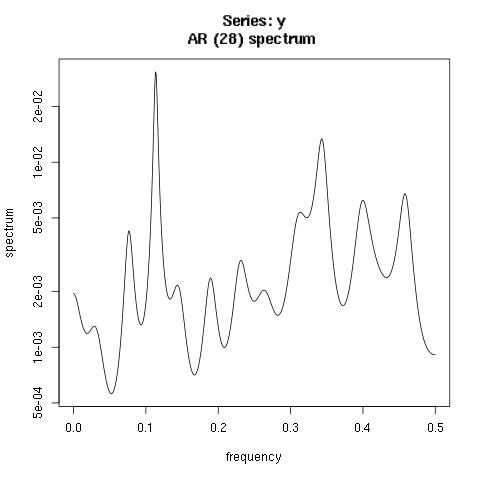 Series: y
AR (28) spectrum
spectrum
2e-02
1e-02
5e-03
2e-03
1e-03
5e-04
0.0 0.1 0.2 0.3 0.4 0.5
frequency